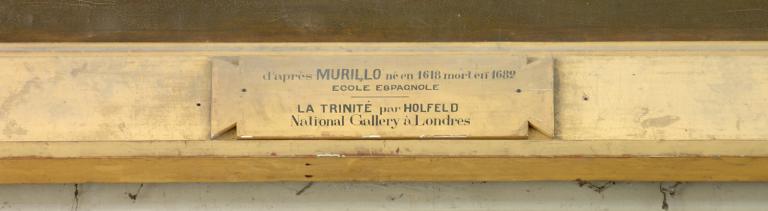 d'après MURILLO né en 1618 mort en 1682
ECOLE ESPAGNOLE
LA TRINITÉ par HOLFELD
National Gallery à Londres